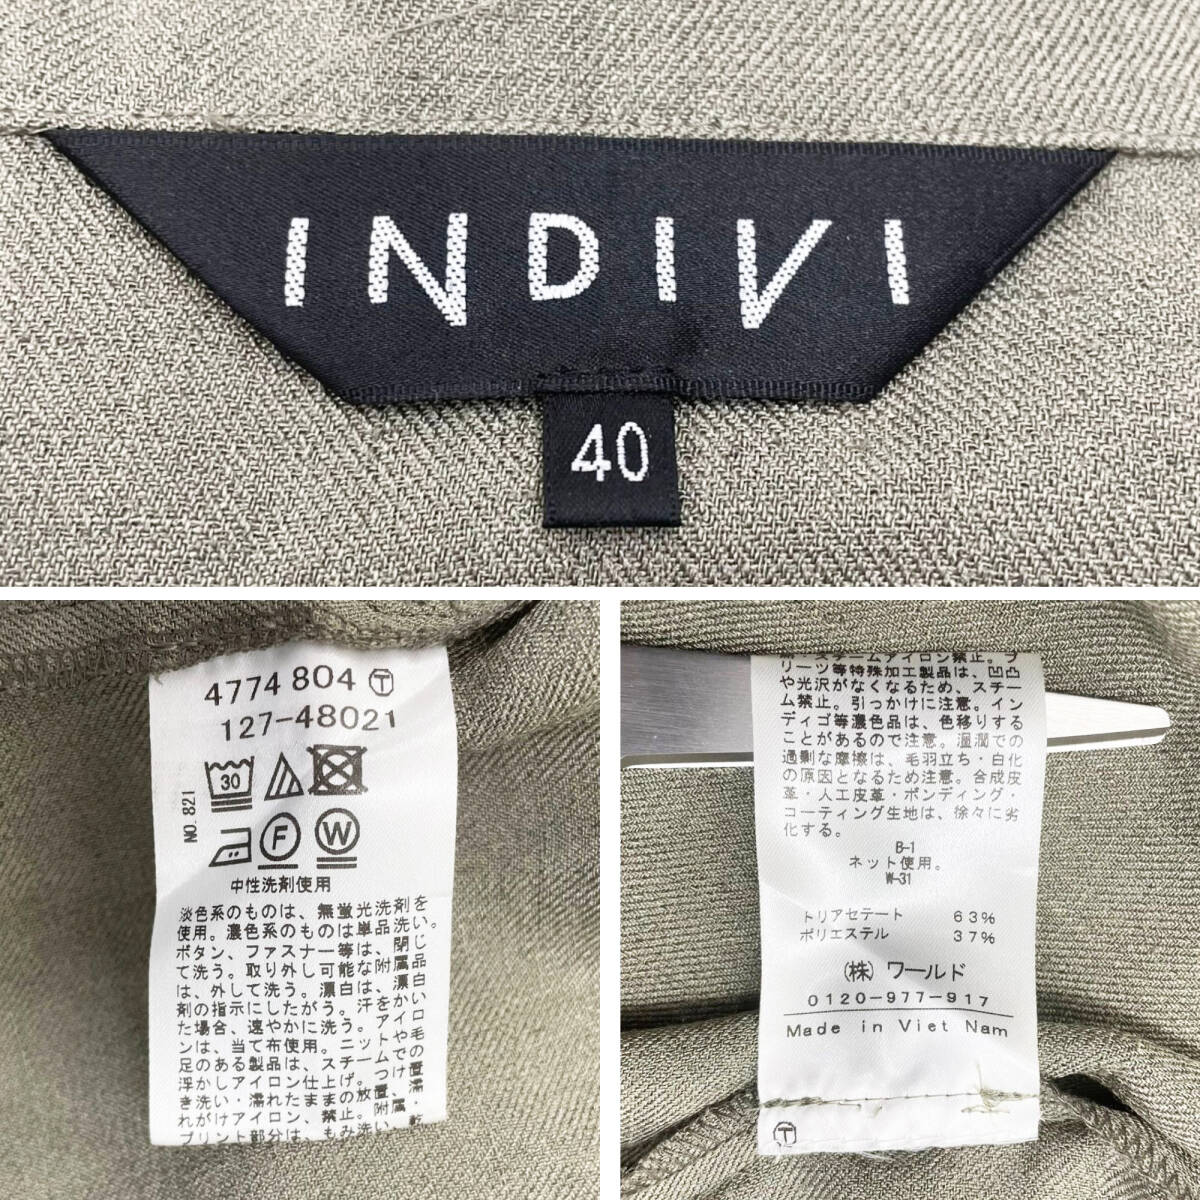 INDIVI
40
4774 804 Ⓣ
127-48021
30
NO. 821
F W
中性洗剤使用
淡色系のものは、無蛍光洗剤を
使用。濃色系のものは単品洗い。
ボタン、ファスナー等は、閉じ
て洗う。取り外し可能な附属品
は、外して洗う。漂白は、漂白
剤の指示にしたがう。汗をかい
た場合、速やかに洗う。アイロ
ンは、当て布使用。ニットや毛
足のある製品は、スチームでの
浮かしアイロン仕上げ。つけ置
き洗い・濡れたままの放置、濡
れがけアイロン、禁止。附属・
プリント部分は、もみ洗い、乾
スチームアイロン禁止。プ
リーツ等特殊加工製品は、凹凸
や光沢がなくなるため、スチー
ム禁止。引っかけに注意。イン
ディゴ等濃色品は、色移りする
ことがあるので注意。湿潤での
過剰な摩擦は、毛羽立ち・白化
の原因となるため注意。合成皮
革・人工皮革・ボンディング・
コーティング生地は、徐々に劣
化する。
B-1
ネット使用。
W-31
トリアセテート 63%
ポリエステル 37%
(株) ワールド
0120-977-917
Made in Viet Nam
Ⓣ